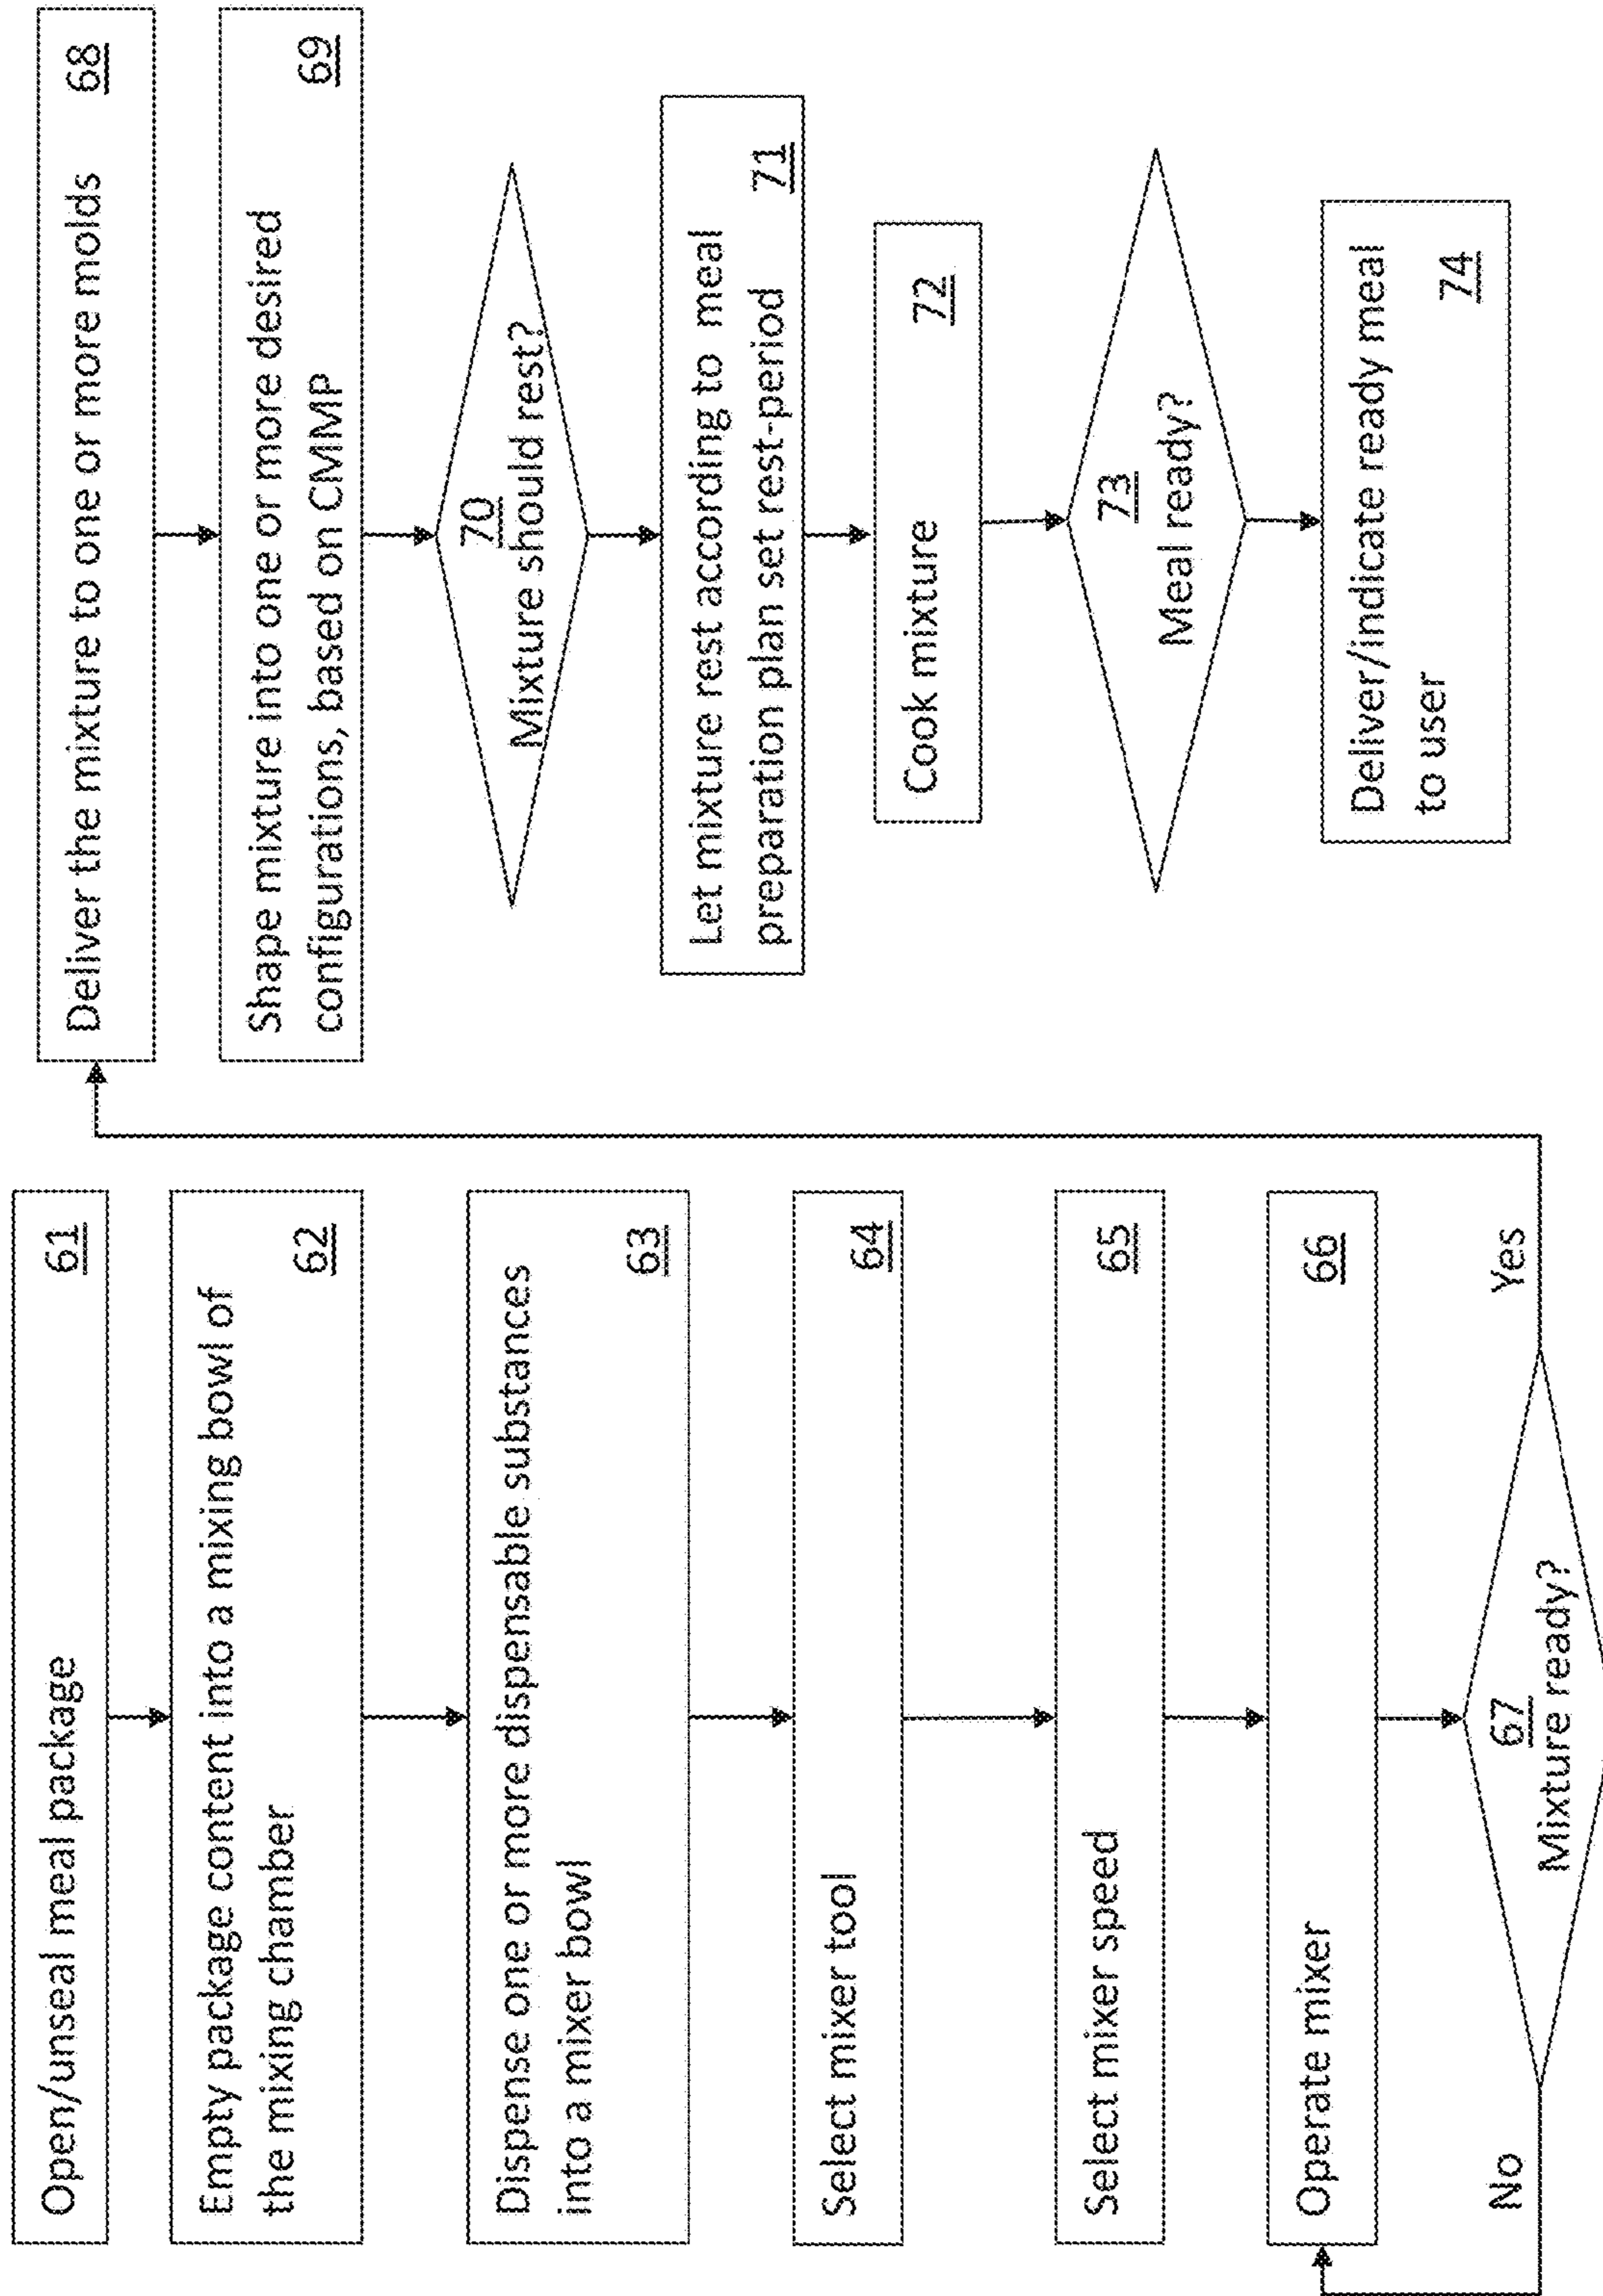 Open/unseal meal package 61
Empty package content into a mixing bowl of
the mixing chamber 62
Dispense one or more dispensable substances
into a mixer bowl 63
Select mixer tool 64
Select mixer speed 65
Operate mixer 66
67
Mixture ready?
No
Yes
Deliver the mixture to one or more molds 68
Shape mixture into one or more desired
configurations, based on CMMP 69
70
Mixture should rest?
Let mixture rest according to meal
preparation plan set rest-period 71
Cook mixture 72
73
Meal ready?
Deliver/indicate ready meal
to user 74